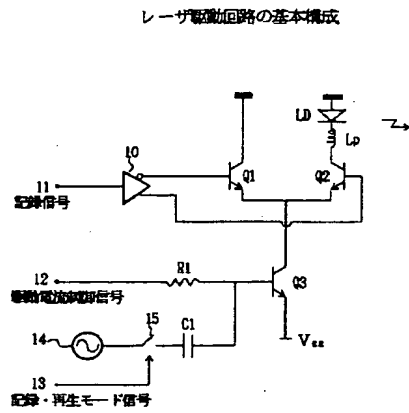 レーザ駆動回路の基本構成
LD
Lp
10
Q1
Q2
11
記録信号
12
R1
Q3
駆動電流制御信号
15
14
C1
VEE
13
記録・再生モード信号